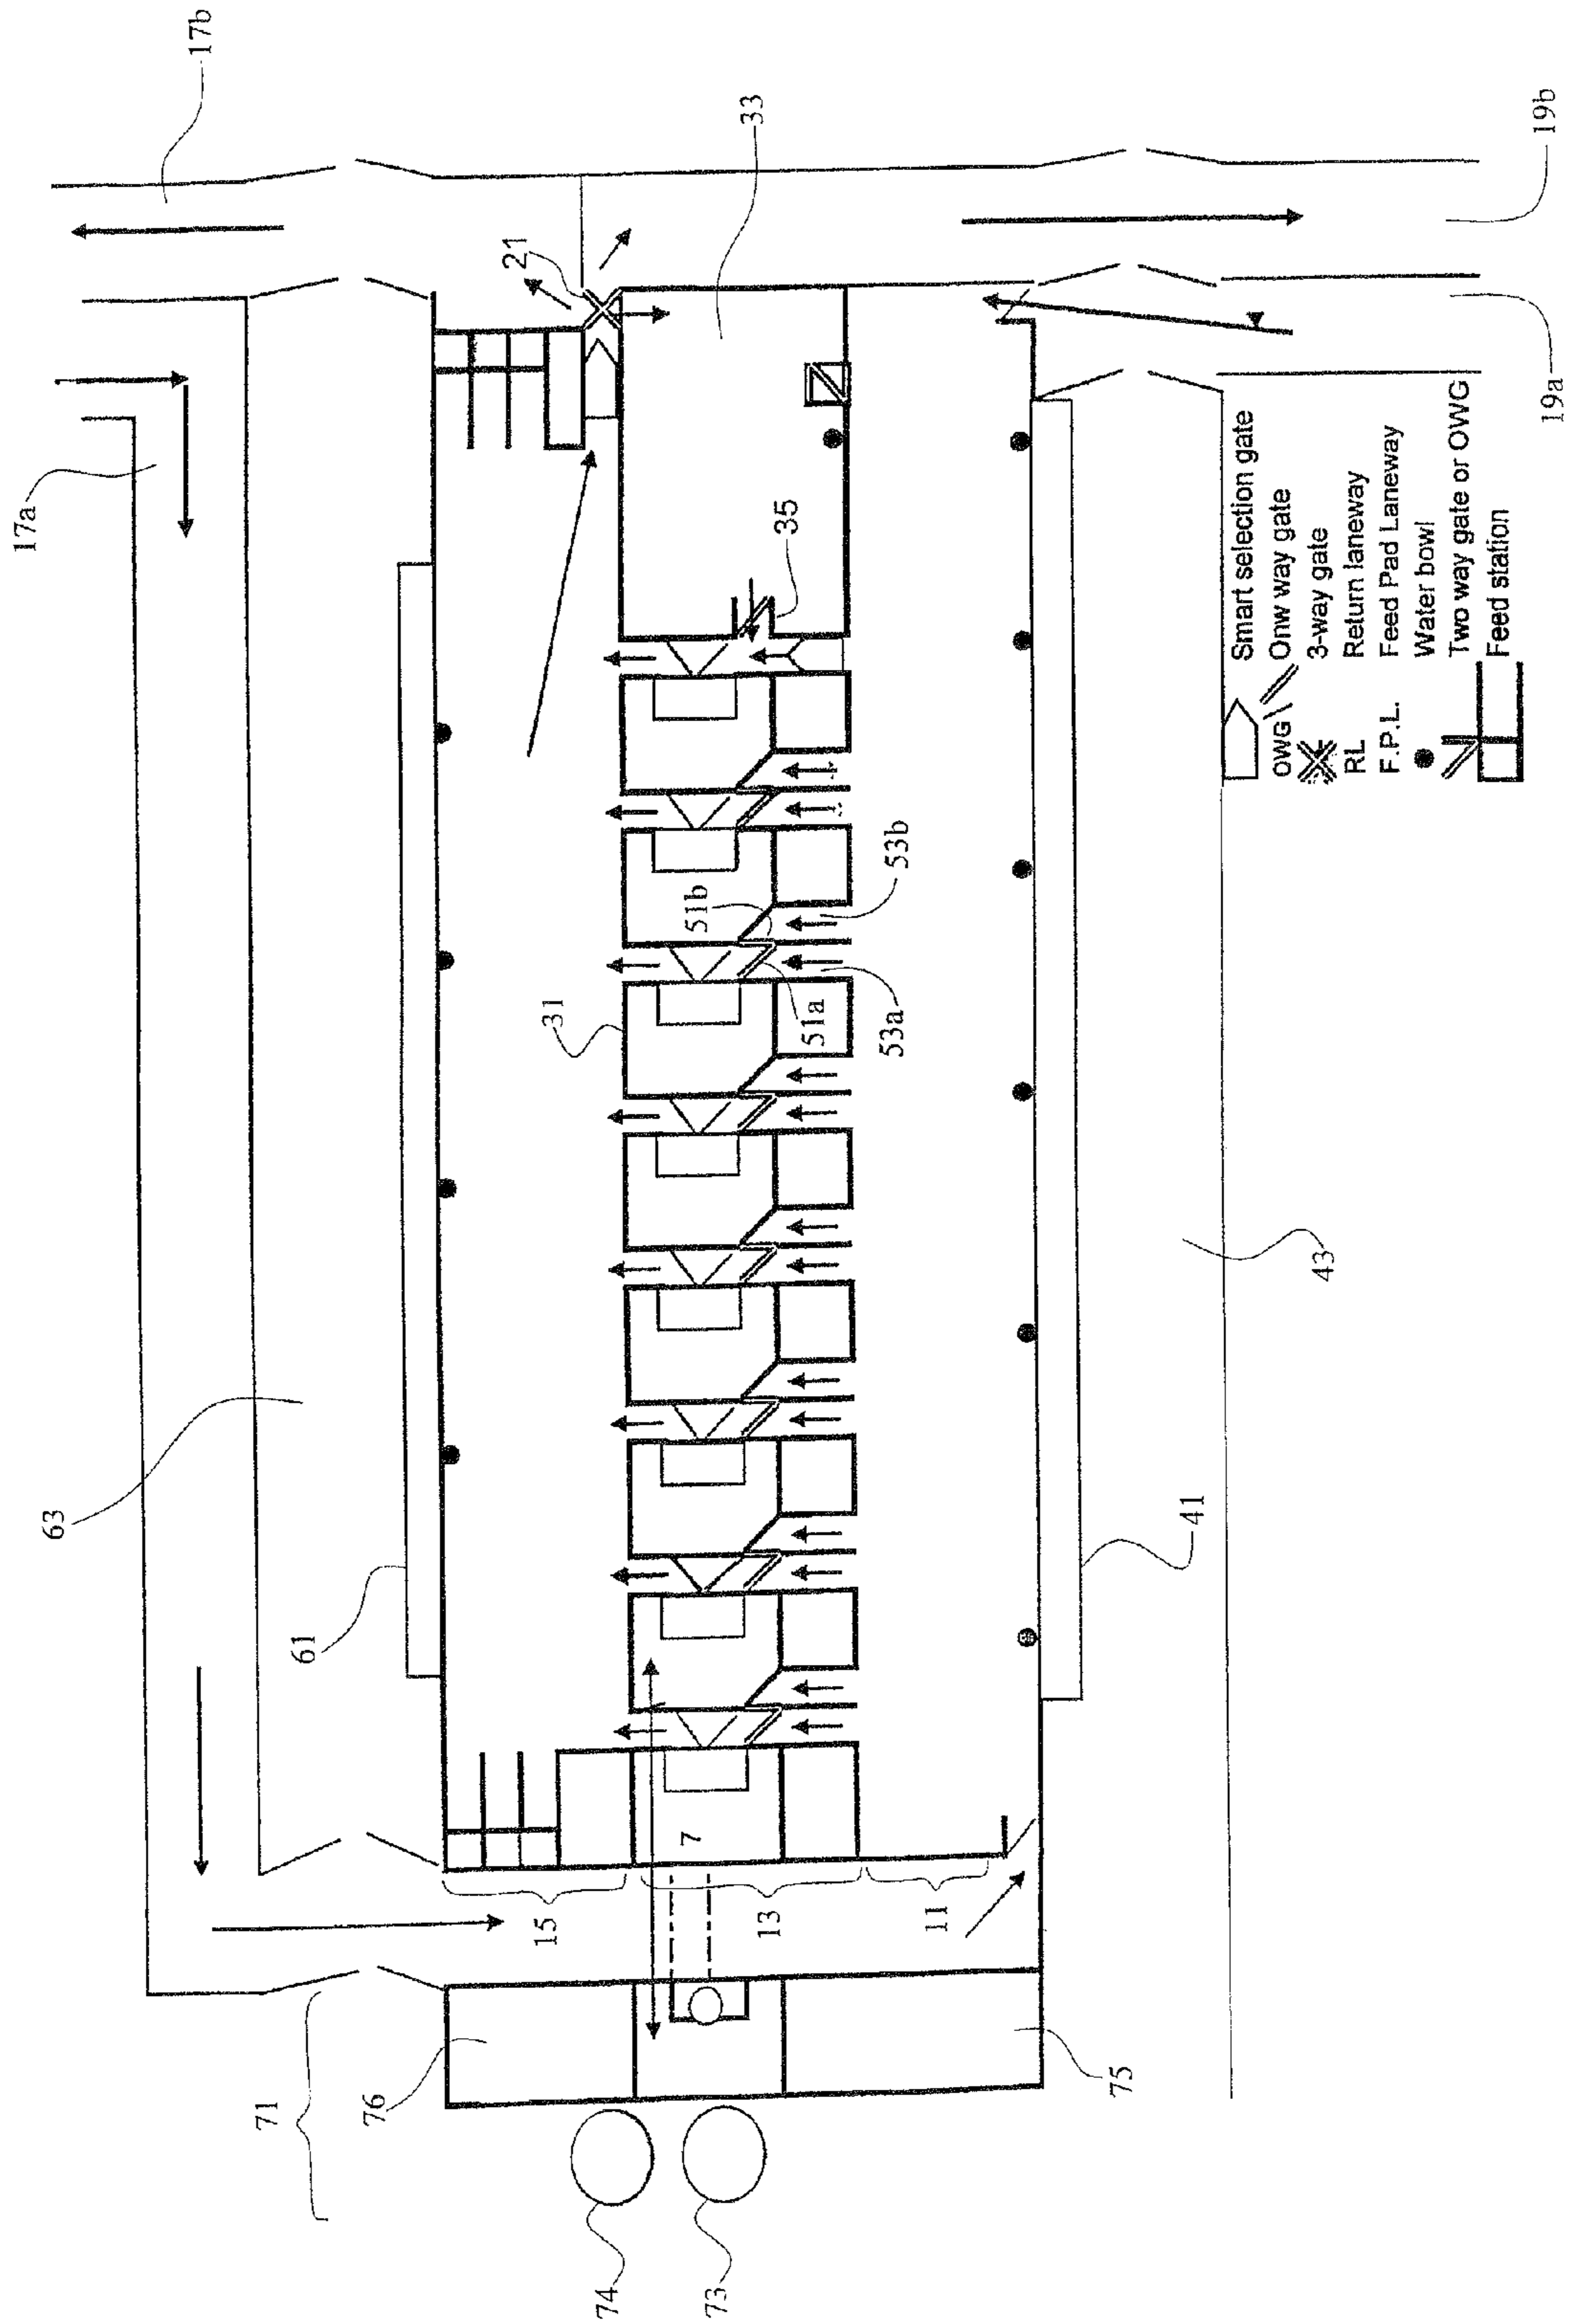 17b
33
19b
21
17a
35
19a
53b
51b
31
51a
53a
43
63
61
41
7
15
13
11
71
76
75
74
73
Smart selection gate
OWG Onw way gate
3-way gate
RL Return laneway
F.P.L. Feed Pad Laneway
Water bowl
Two way gate or OWG
Feed station